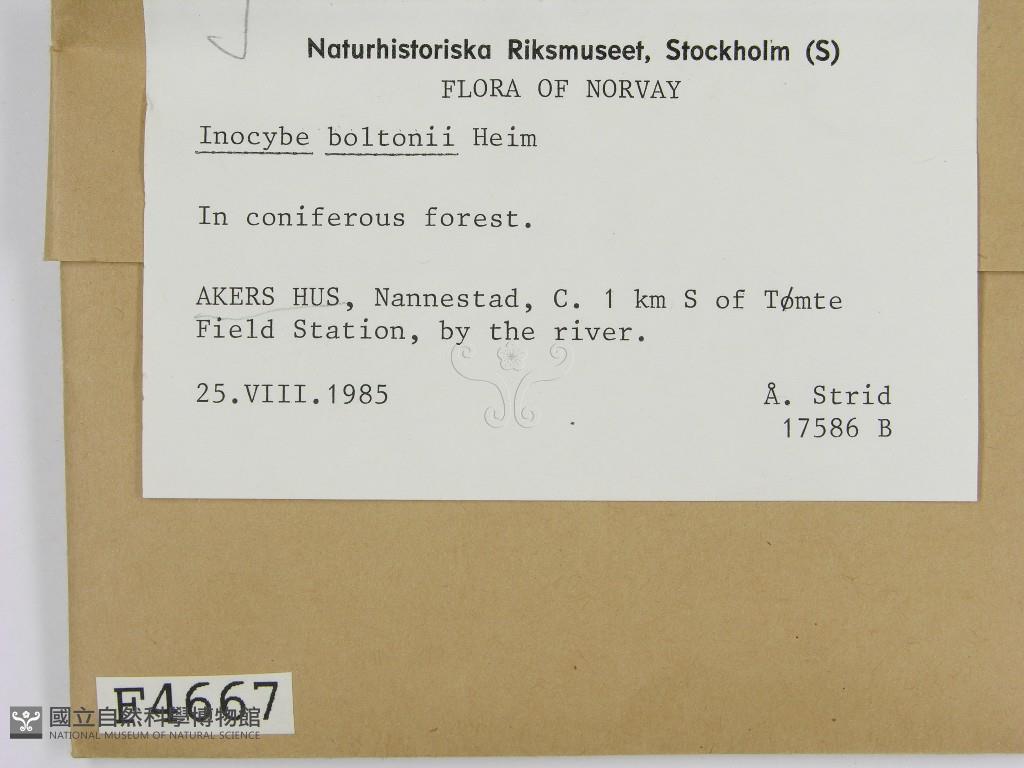 Naturhistoriska Riksmuseet, Stockholm (S)
FLORA OF NORVAY
Inocybe boltonii Heim
In coniferous forest.
AKERS HUS, Nannestad, C. 1 km S of Tømte
Field Station, by the river.
25.VIII.1985
Å. Strid
17586 B
F4667
國立自然科學博物館
NATIONAL MUSEUM OF NATURAL SCIENCE